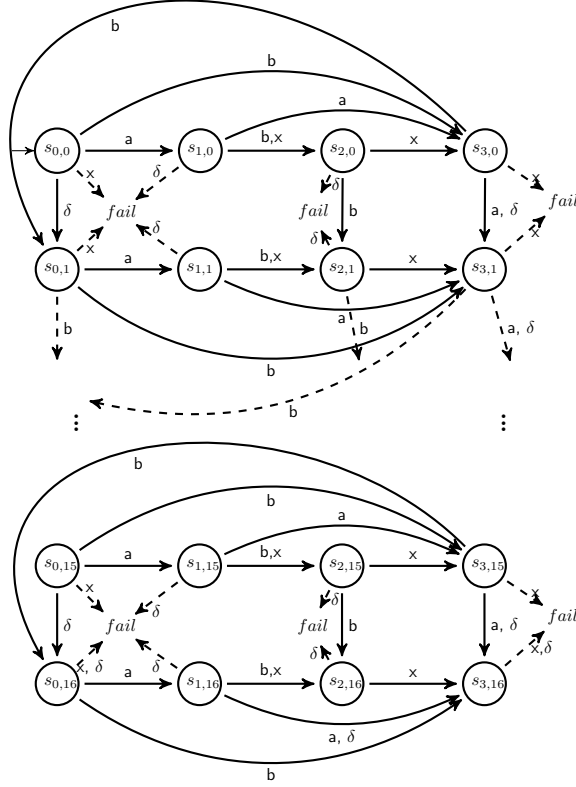 b
b
a
s0,0 a s1,0 b,x s2,0 x s3,0
x δ δ x
δ fail fail b a, δ fail
x δ δ x
s0,1 a s1,1 b,x s2,1 x s3,1
a
b b a, δ
b
b
⋮ ⋮
b
b
a
s0,15 a s1,15 b,x s2,15 x s3,15
x δ δ x
δ fail fail b a, δ fail
x, δ δ δ x,δ
s0,16 a s1,16 b,x s2,16 x s3,16
a, δ
b